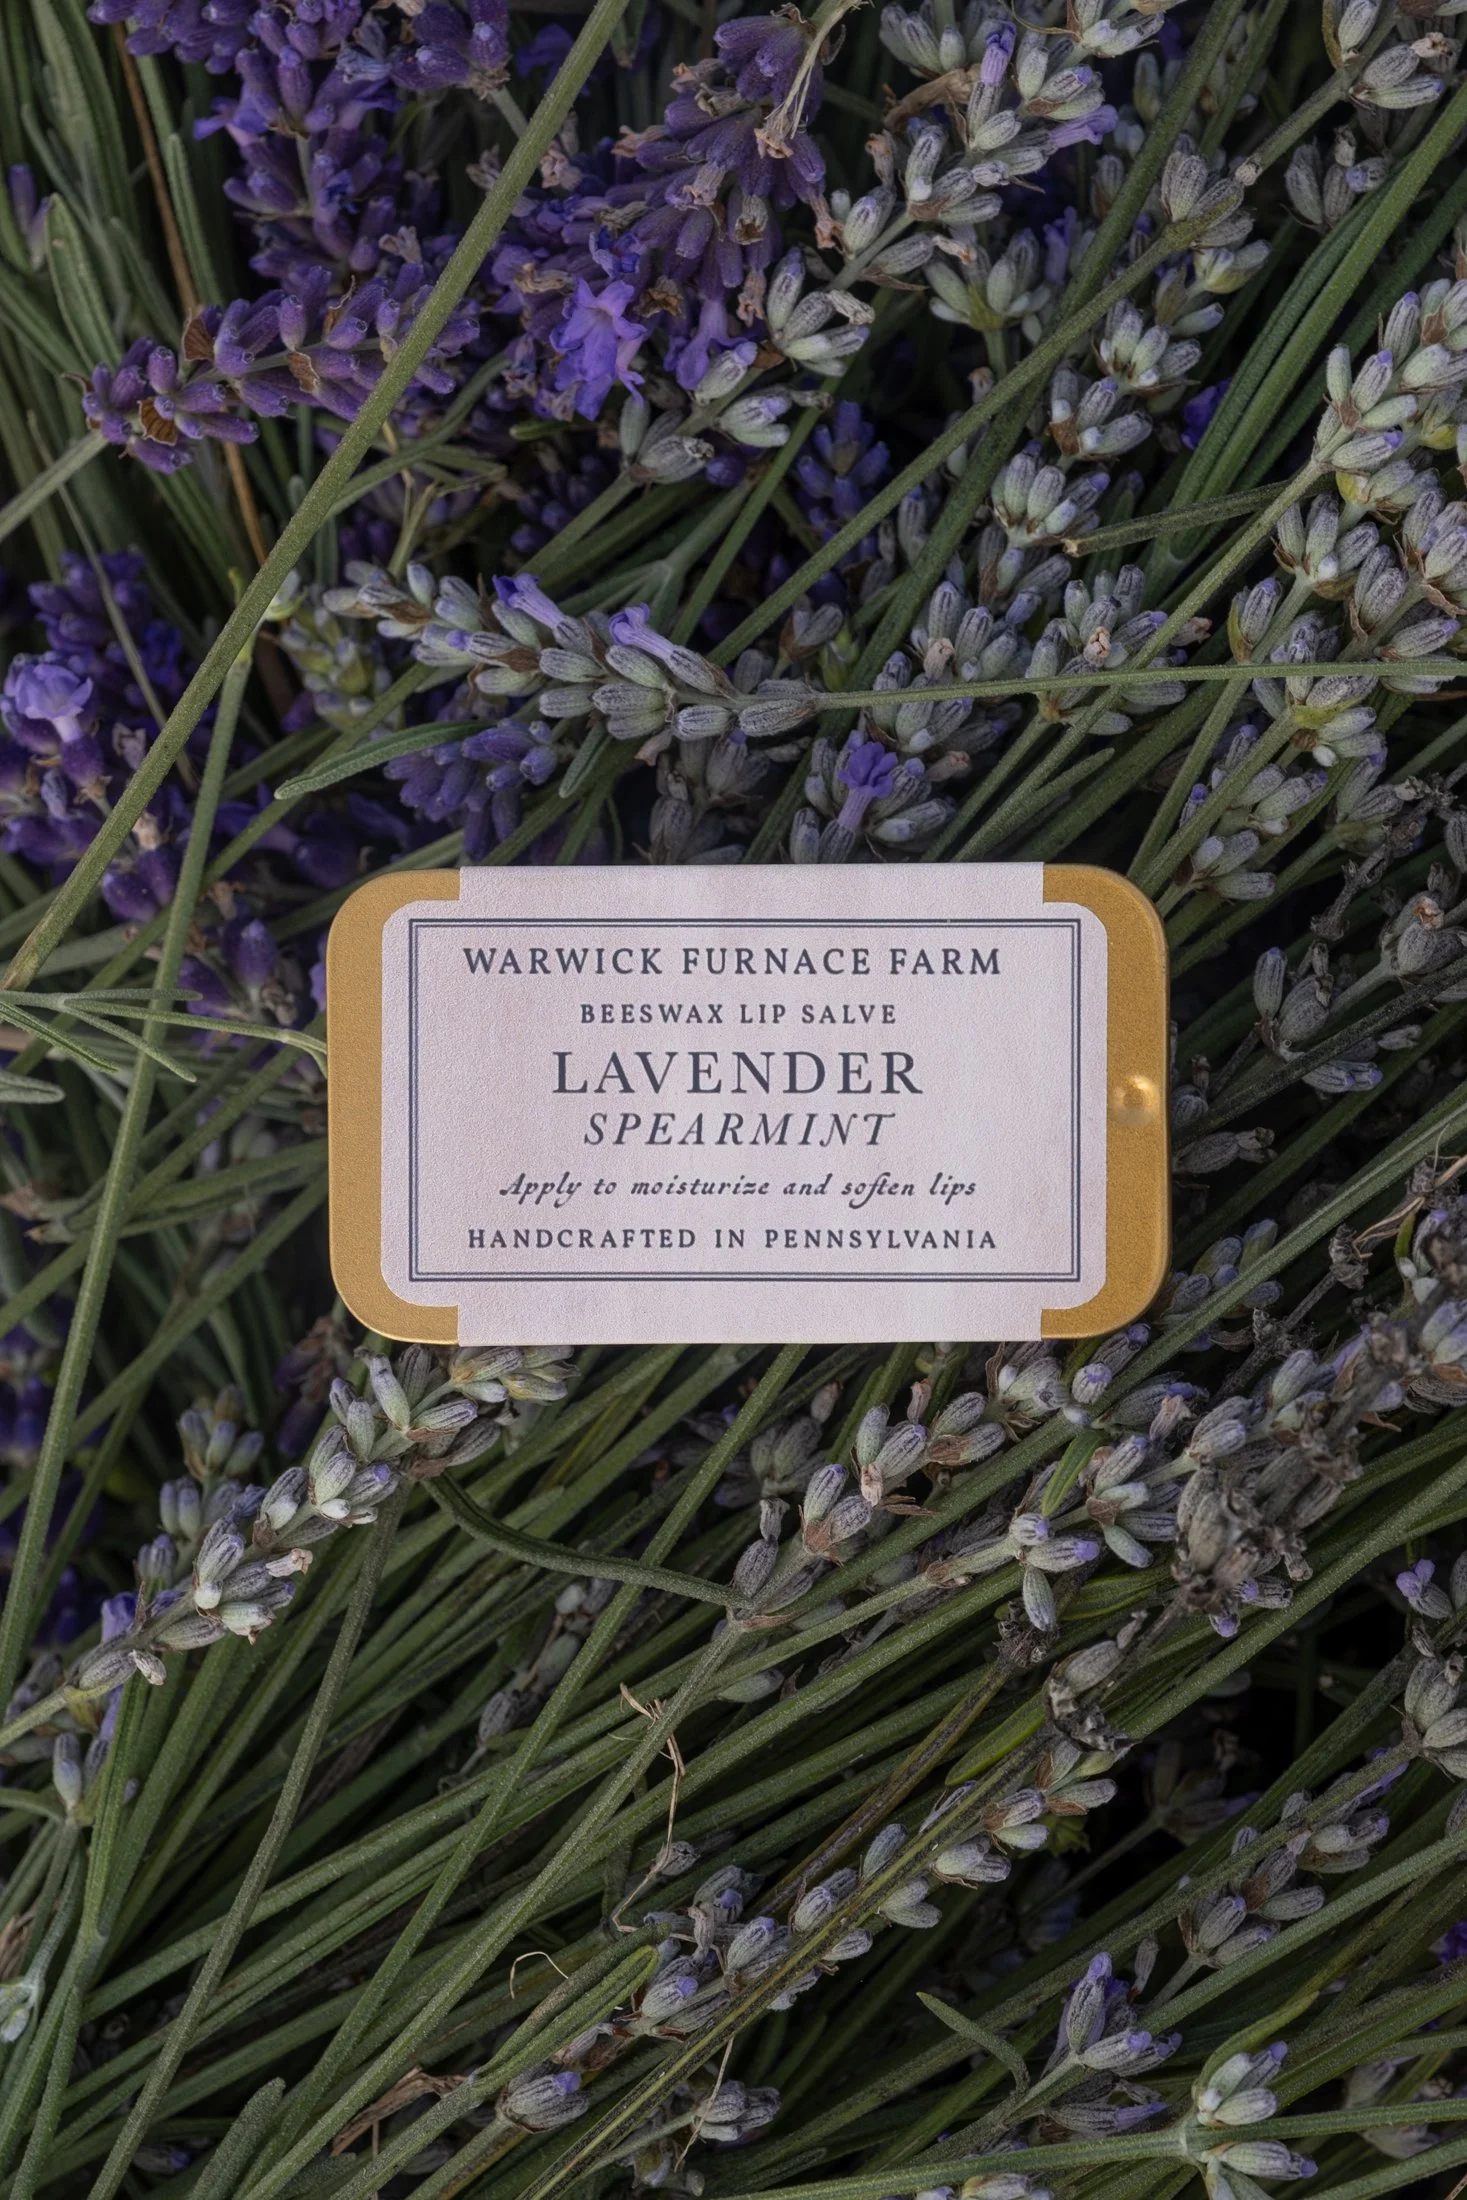 WARWICK FURNACE FARM
BEESWAX LIP SALVE
LAVENDER
SPEARMINT
Apply to moisturize and soften lips
HANDCRAFTED IN PENNSYLVANIA